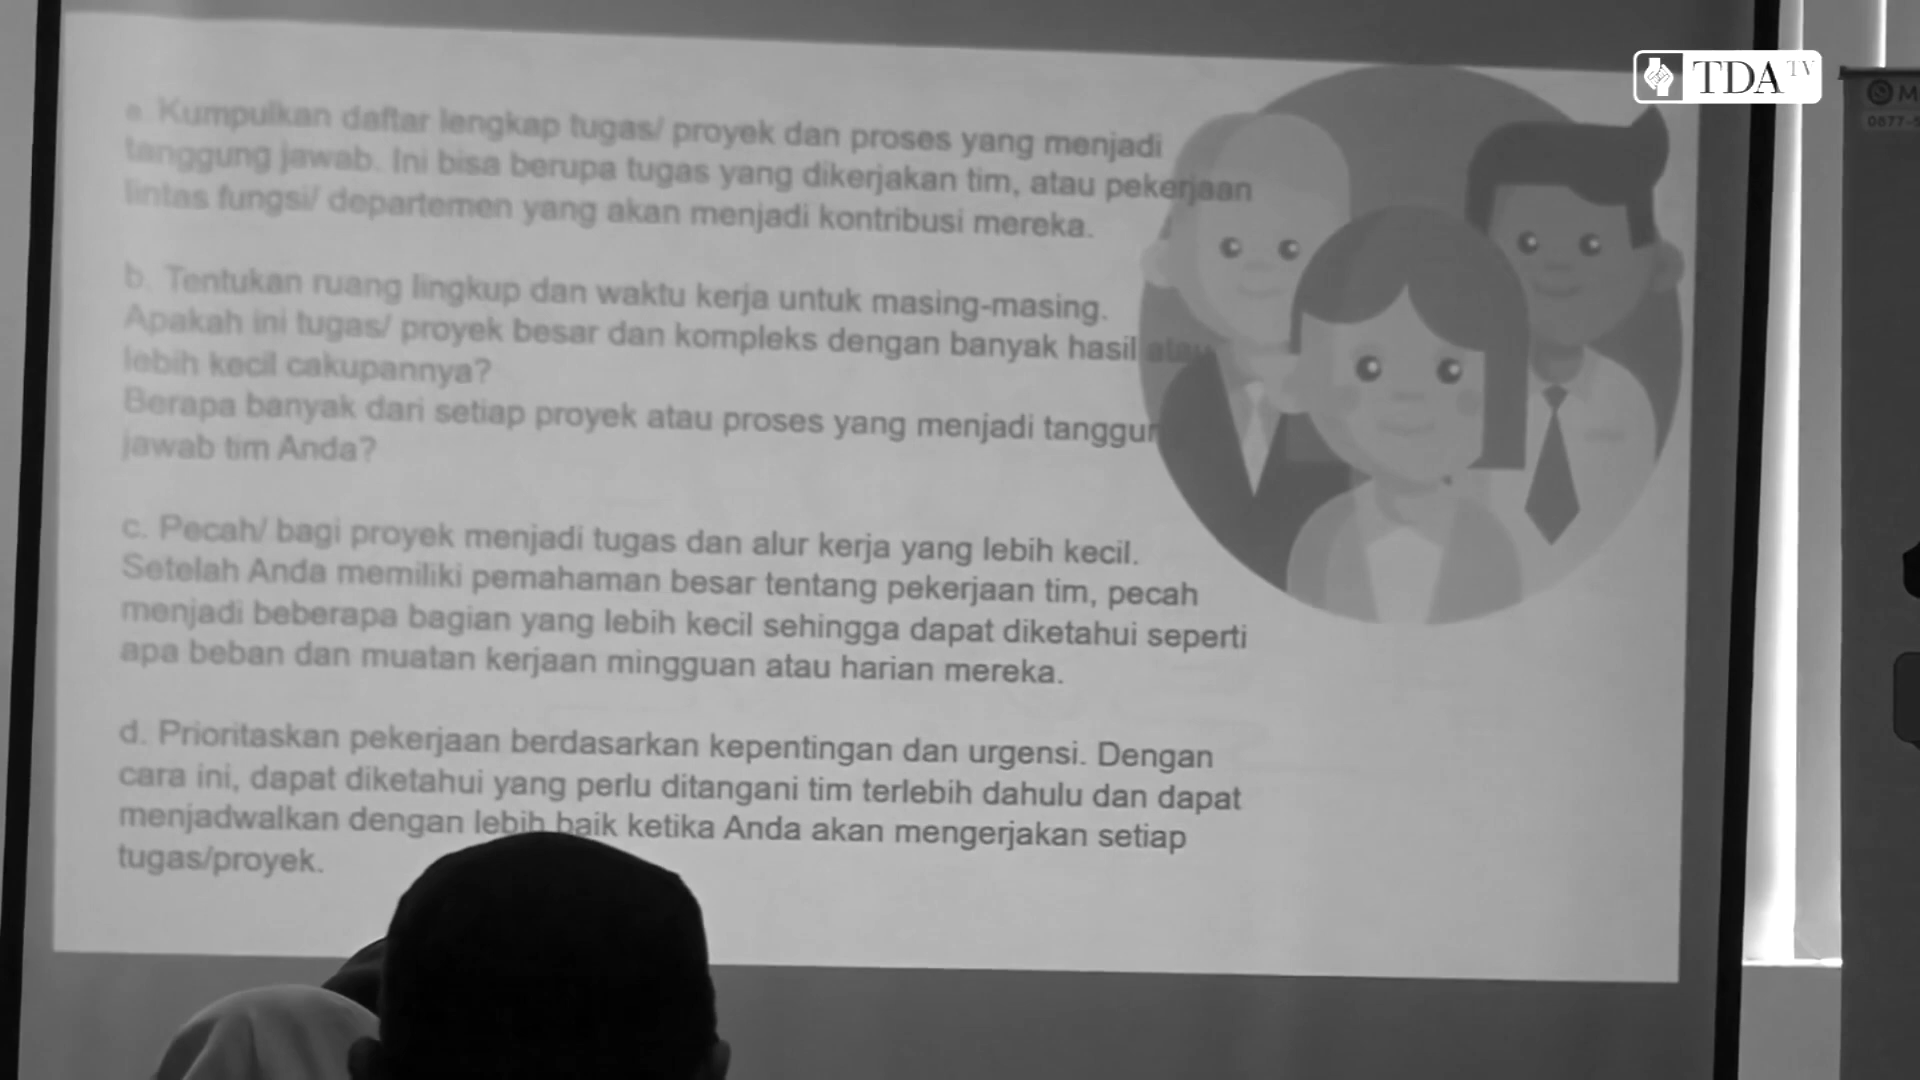 a. Kumpulkan daftar lengkap tugas/ proyek dan proses yang menjadi
tanggung jawab. Ini bisa berupa tugas yang dikerjakan tim, atau pekerjaan
lintas fungsi/ departemen yang akan menjadi kontribusi mereka.
b. Tentukan ruang lingkup dan waktu kerja untuk masing-masing.
Apakah ini tugas/ proyek besar dan kompleks dengan banyak hasil atau
lebih kecil cakupannya?
Berapa banyak dari setiap proyek atau proses yang menjadi
jawab tim Anda?
c. Pecah/ bagi proyek menjadi tugas dan alur kerja yang lebih kecil.
Setelah Anda memiliki pemahaman besar tentang pekerjaan tim, pecah
menjadi beberapa bagian yang lebih kecil sehingga dapat diketahui seperti
apa beban dan muatan kerjaan mingguan atau harian mereka.
d. Prioritaskan pekerjaan berdasarkan kepentingan dan urgensi. Dengan
cara ini, dapat diketahui yang perlu ditangani tim terlebih dahulu dan dapat
menjadwalkan dengan lebih baik ketika Anda akan mengerjakan setiap
tugas/proyek.
TDA TV